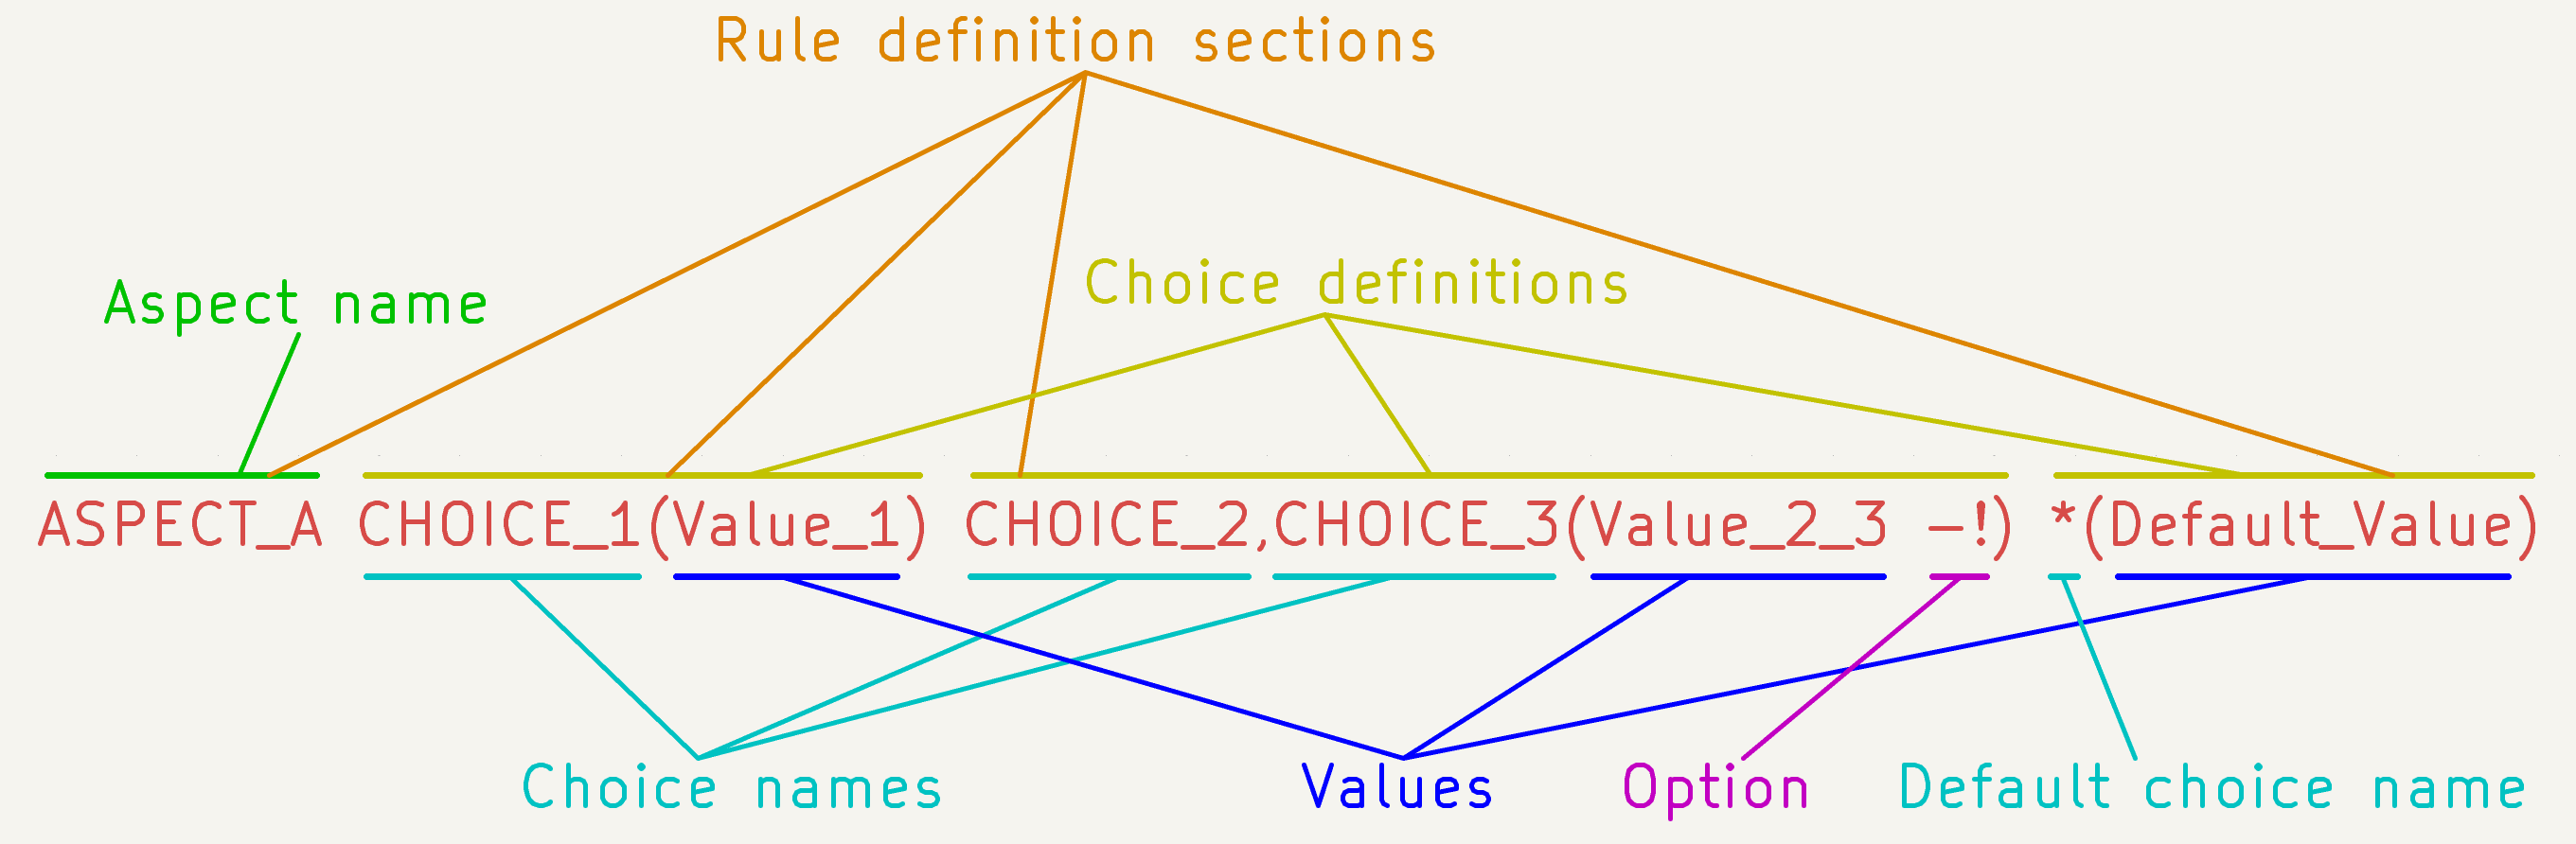 Rule definition sections
Choice definitions
Aspect name
ASPECT_A CHOICE_1(Value_1) CHOICE_2,CHOICE_3(Value_2_3 -!) *(Default_Value)
Choice names
Values
Option
Default choice name